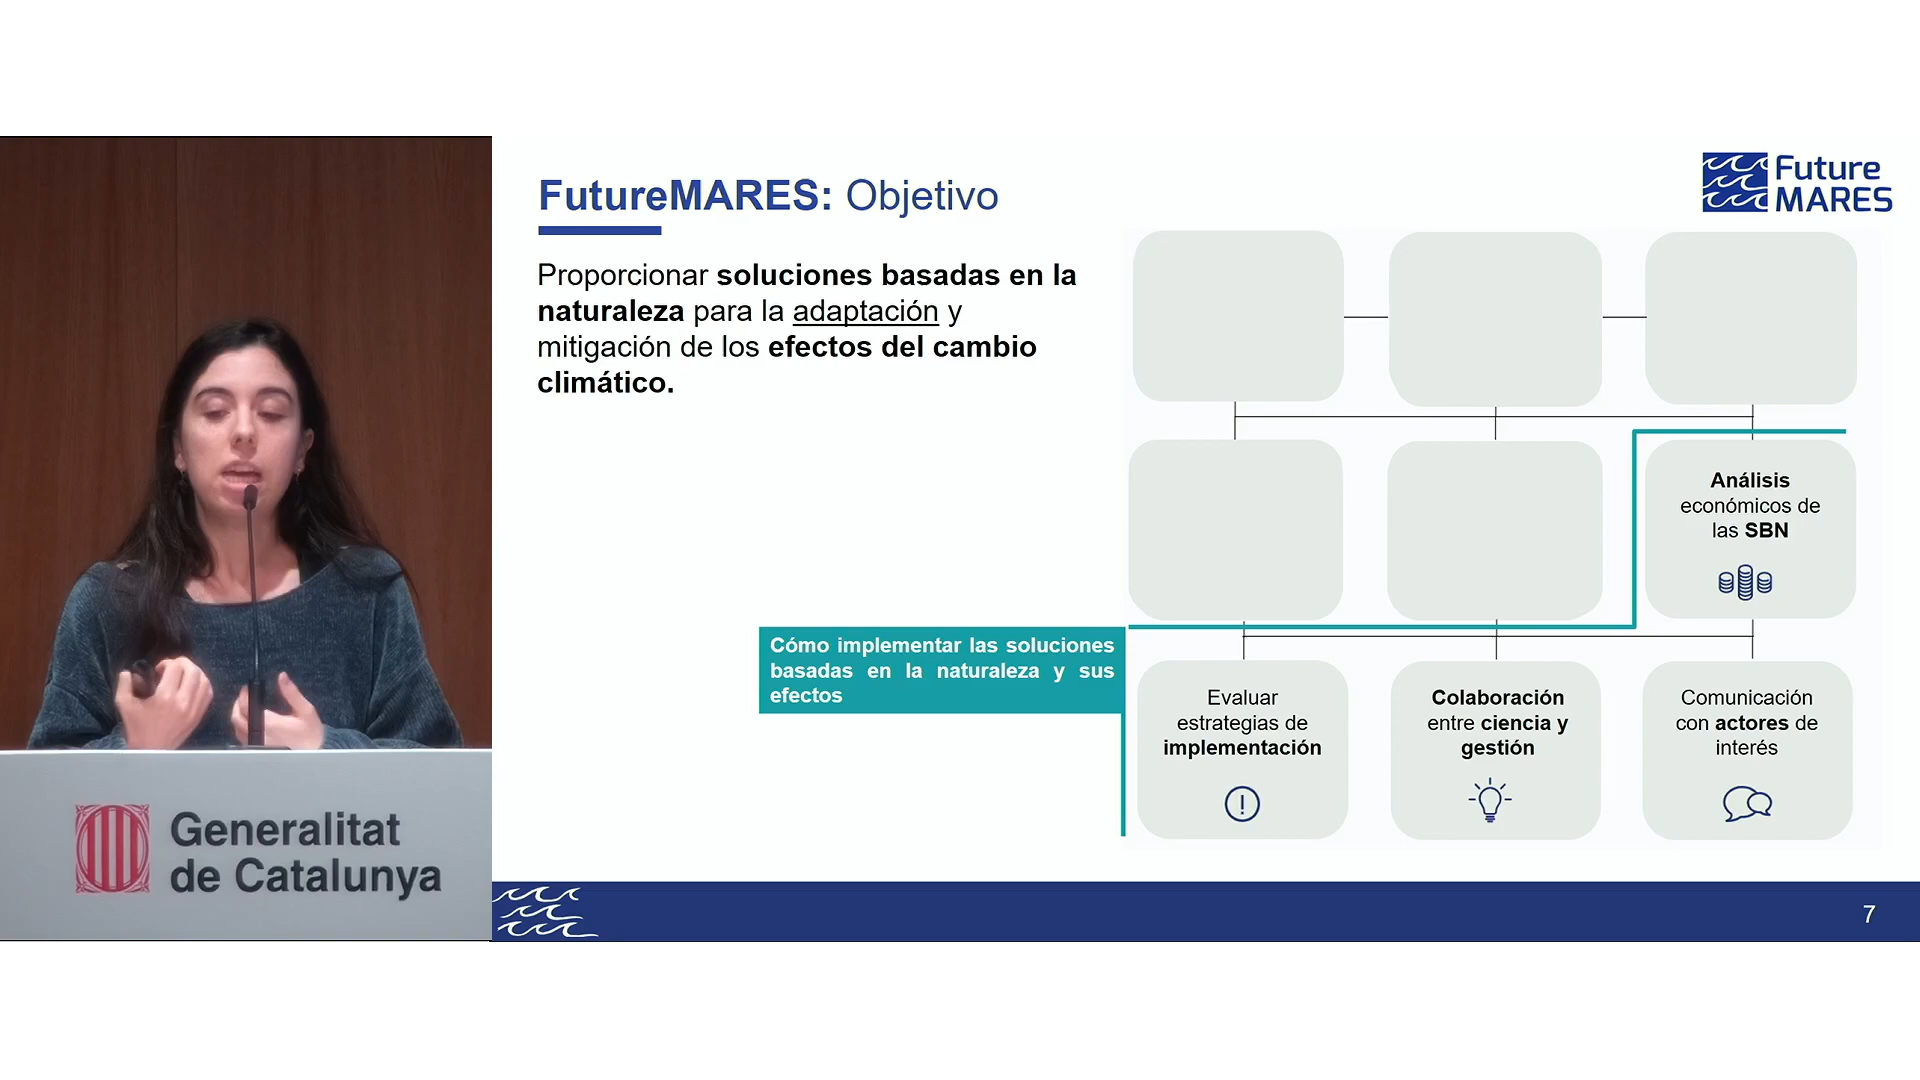 FutureMARES: Objetivo
Future
MARES
Proporcionar soluciones basadas en la
naturaleza para la adaptación y
mitigación de los efectos del cambio
climático.
Análisis
económicos de
las SBN
Cómo implementar las soluciones
basadas en la naturaleza y sus
efectos
Evaluar
estrategias de
implementación
Colaboración
entre ciencia y
gestión
Comunicación
con actores de
interés
Generalitat
de Catalunya
7